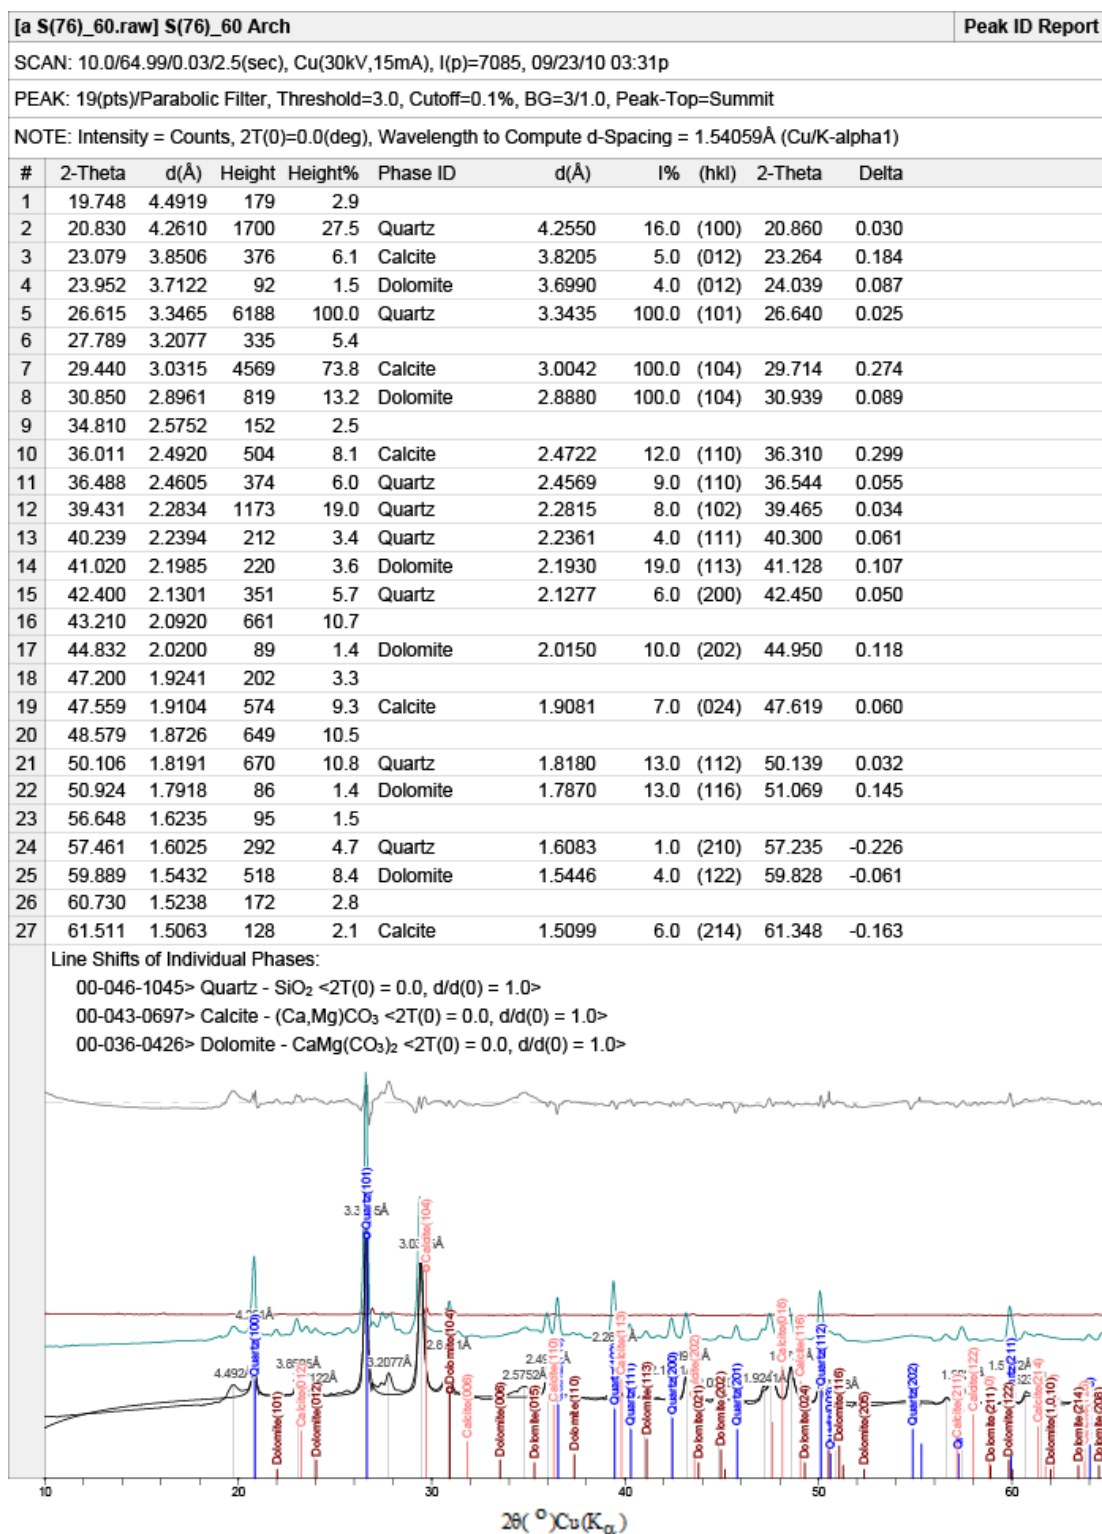 [a S(76)_60.raw] S(76)_60 Arch Peak ID Report
SCAN: 10.0/64.99/0.03/2.5(sec), Cu(30kV,15mA), I(p)=7085, 09/23/10 03:31p
PEAK: 19(pts)/Parabolic Filter, Threshold=3.0, Cutoff=0.1%, BG=3/1.0, Peak-Top=Summit
NOTE: Intensity = Counts, 2T(0)=0.0(deg), Wavelength to Compute d-Spacing = 1.54059Å (Cu/K-alpha1)
# 2-Theta d(Å) Height Height% Phase ID d(Å) I% (hkl) 2-Theta Delta
1 19.748 4.4919 179 2.9
2 20.830 4.2610 1700 27.5 Quartz 4.2550 16.0 (100) 20.860 0.030
3 23.079 3.8506 376 6.1 Calcite 3.8205 5.0 (012) 23.264 0.184
4 23.952 3.7122 92 1.5 Dolomite 3.6990 4.0 (012) 24.039 0.087
5 26.615 3.3465 6188 100.0 Quartz 3.3435 100.0 (101) 26.640 0.025
6 27.789 3.2077 335 5.4
7 29.440 3.0315 4569 73.8 Calcite 3.0042 100.0 (104) 29.714 0.274
8 30.850 2.8961 819 13.2 Dolomite 2.8880 100.0 (104) 30.939 0.089
9 34.810 2.5752 152 2.5
10 36.011 2.4920 504 8.1 Calcite 2.4722 12.0 (110) 36.310 0.299
11 36.488 2.4605 374 6.0 Quartz 2.4569 9.0 (110) 36.544 0.055
12 39.431 2.2834 1173 19.0 Quartz 2.2815 8.0 (102) 39.465 0.034
13 40.239 2.2394 212 3.4 Quartz 2.2361 4.0 (111) 40.300 0.061
14 41.020 2.1985 220 3.6 Dolomite 2.1930 19.0 (113) 41.128 0.107
15 42.400 2.1301 351 5.7 Quartz 2.1277 6.0 (200) 42.450 0.050
16 43.210 2.0920 661 10.7
17 44.832 2.0200 89 1.4 Dolomite 2.0150 10.0 (202) 44.950 0.118
18 47.200 1.9241 202 3.3
19 47.559 1.9104 574 9.3 Calcite 1.9081 7.0 (024) 47.619 0.060
20 48.579 1.8726 649 10.5
21 50.106 1.8191 670 10.8 Quartz 1.8180 13.0 (112) 50.139 0.032
22 50.924 1.7918 86 1.4 Dolomite 1.7870 13.0 (116) 51.069 0.145
23 56.648 1.6235 95 1.5
24 57.461 1.6025 292 4.7 Quartz 1.6083 1.0 (210) 57.235 -0.226
25 59.889 1.5432 518 8.4 Dolomite 1.5446 4.0 (122) 59.828 -0.061
26 60.730 1.5238 172 2.8
27 61.511 1.5063 128 2.1 Calcite 1.5099 6.0 (214) 61.348 -0.163
Line Shifts of Individual Phases:
00-046-1045> Quartz - SiO₂ <2T(0) = 0.0, d/d(0) = 1.0>
00-043-0697> Calcite - (Ca,Mg)CO₃ <2T(0) = 0.0, d/d(0) = 1.0>
00-036-0426> Dolomite - CaMg(CO₃)₂ <2T(0) = 0.0, d/d(0) = 1.0>
4.492Å
Quartz(100)
Dolomite(101)
Calcite(012)
Dolomite(012)
Quartz(101)
3.2077Å
Calcite(104)
Dolomite(104)
Calcite(006)
Dolomite(006)
2.5752Å
Dolomite(015)
Calcite(110)
Dolomite(110)
Calcite(113)
Quartz(111)
Dolomite(113)
Quartz(200)
Calcite(202)
Dolomite(021)
Dolomite(202)
Quartz(201)
1.9241Å
Calcite(018)
Calcite(116)
Dolomite(024)
Quartz(112)
Dolomite(116)
Dolomite(205)
Quartz(202)
Calcite(211)
Calcite(122)
Dolomite(211)
Dolomite(122)
Calcite(214)
Dolomite(1,0,10)
Dolomite(214)
Dolomite(208)
10 20 30 40 50 60
2θ( °)Cu(Kα)